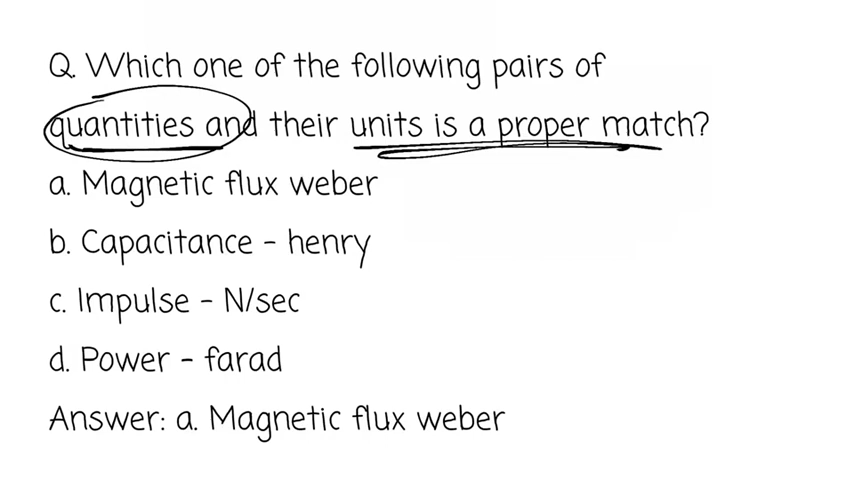 Q. Which one of the following pairs of
quantities and their units is a proper match?
a. Magnetic flux weber
b. Capacitance - henry
c. Impulse - N/sec
d. Power - farad
Answer: a. Magnetic flux weber